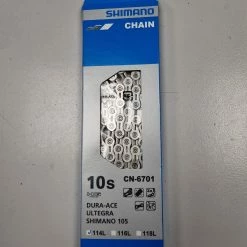 SHIMANO
CHAIN
10s
CN-6701
DURA-ACE
ULTEGRA
SHIMANO 105
114L 116L 118L